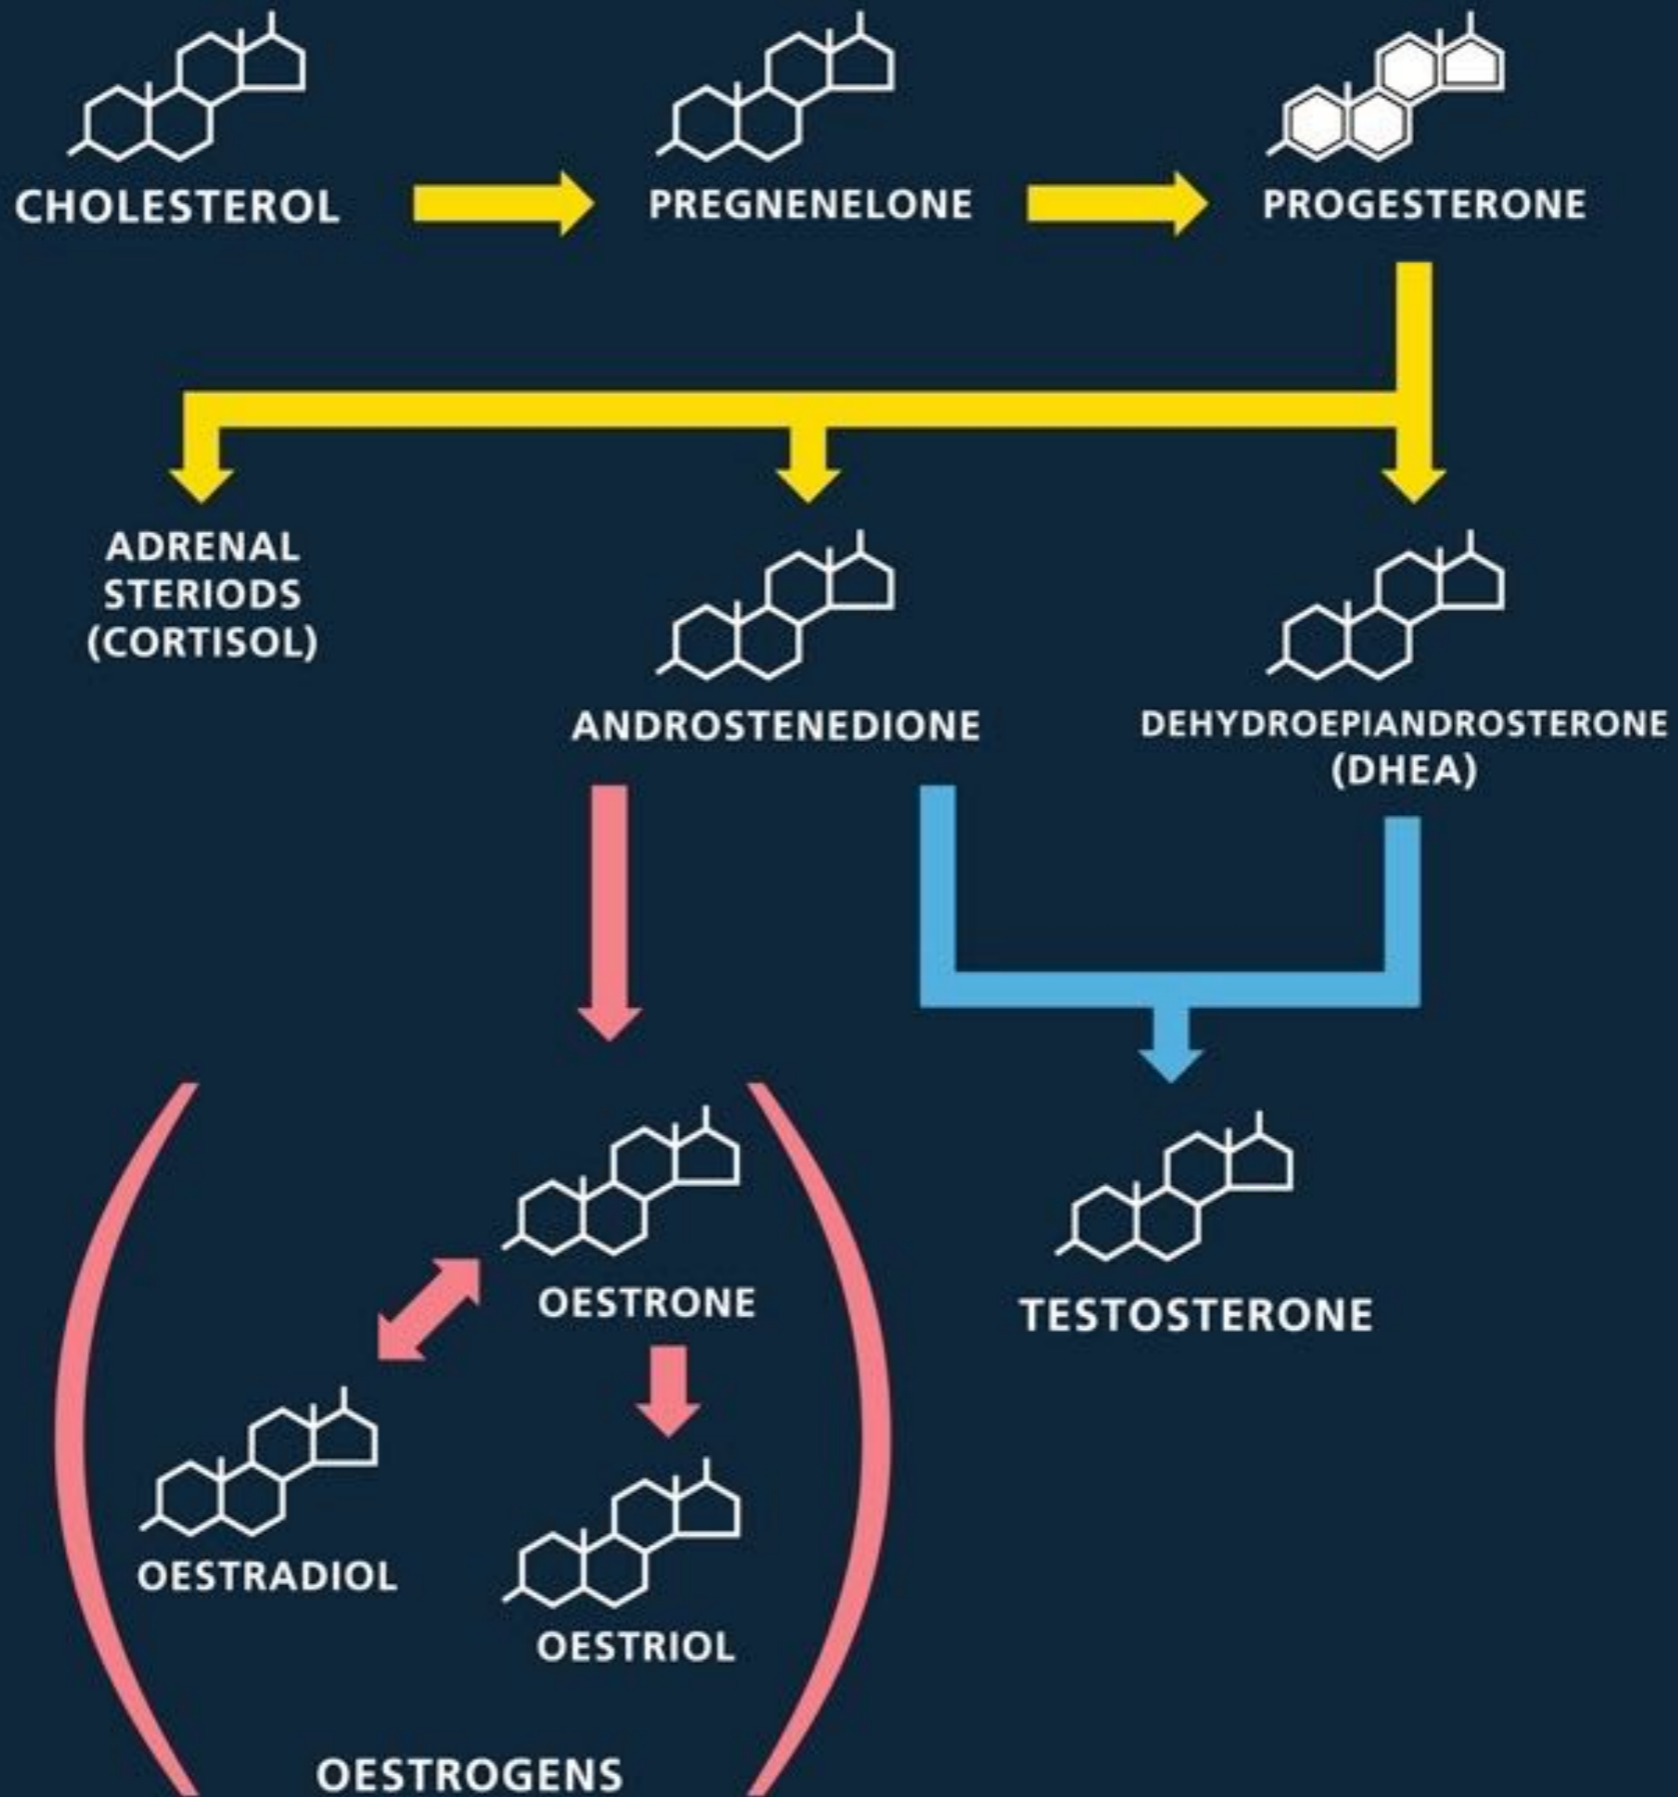 CHOLESTEROL
PREGNENELONE
PROGESTERONE
ADRENAL
STERIODS
(CORTISOL)
ANDROSTENEDIONE
DEHYDROEPIANDROSTERONE
(DHEA)
OESTRONE
TESTOSTERONE
OESTRADIOL
OESTRIOL
OESTROGENS